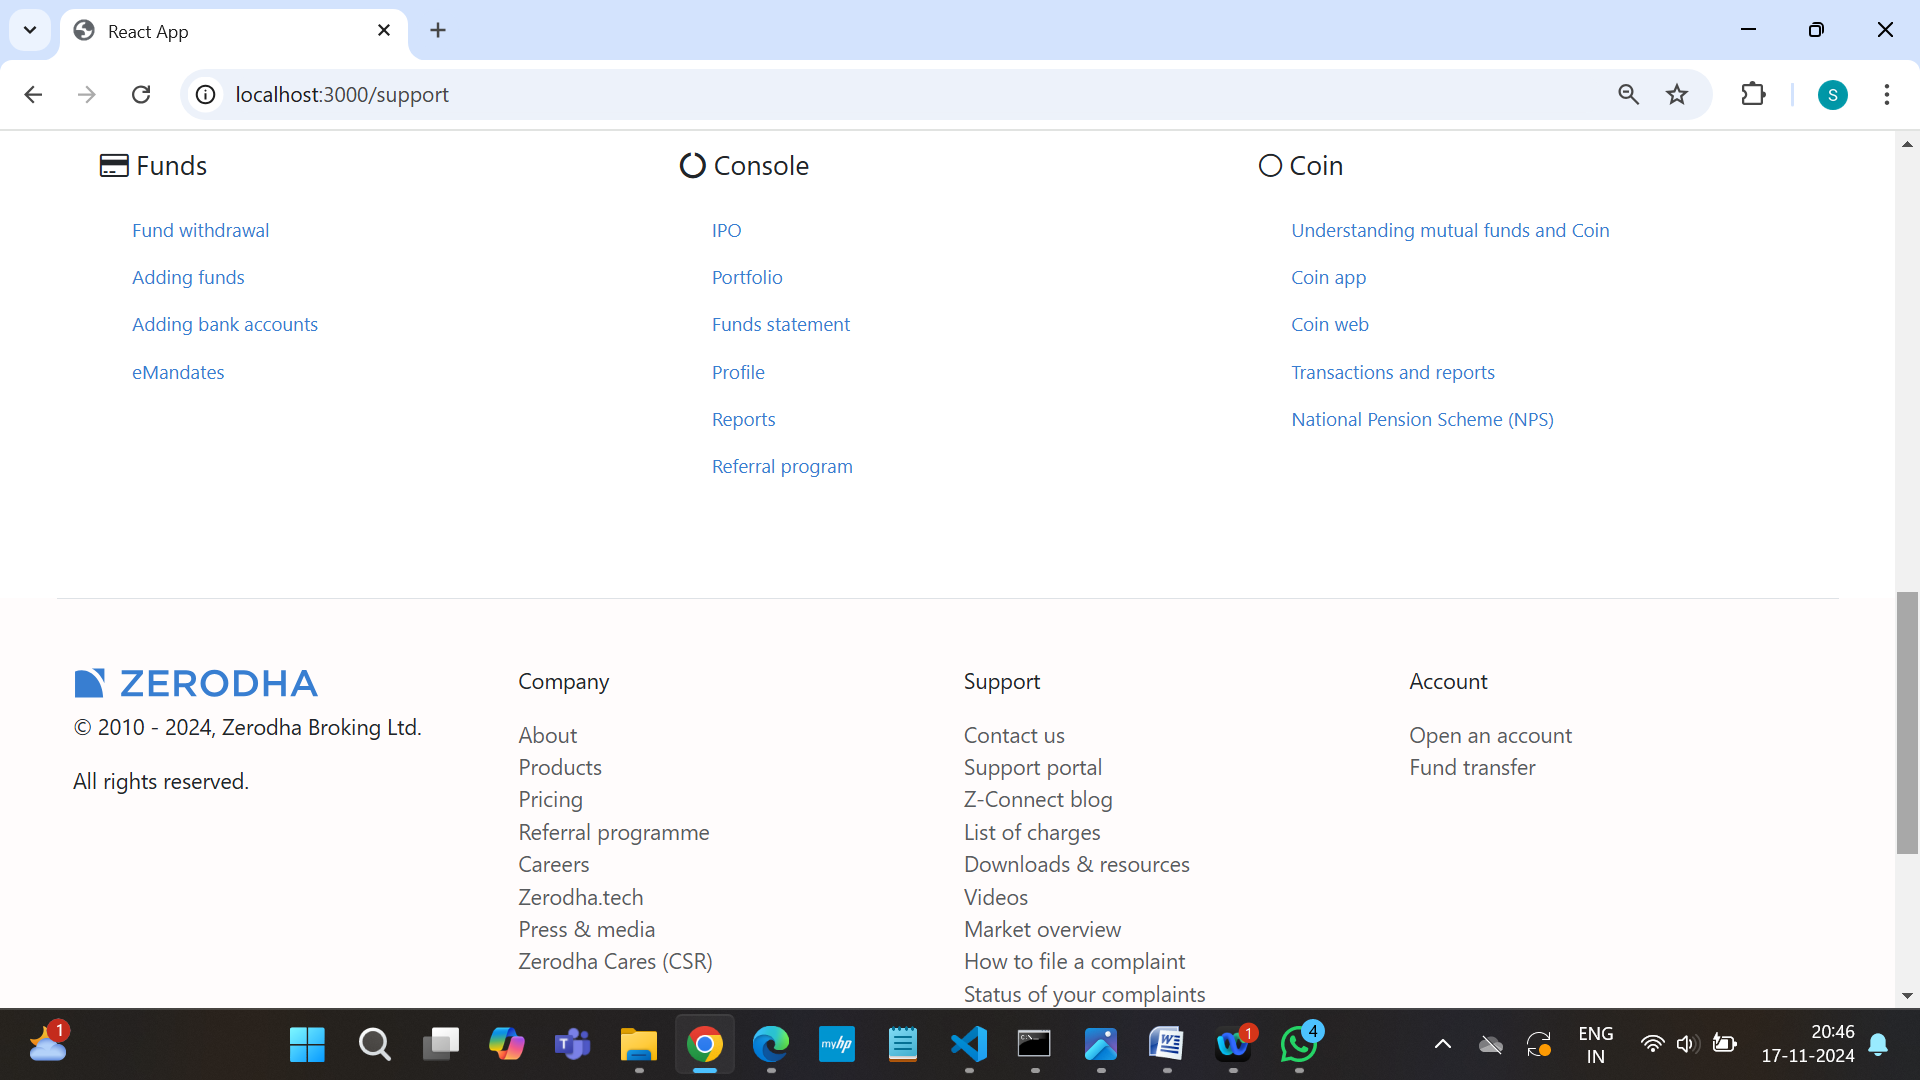 React App
localhost:3000/support
S
Funds
Fund withdrawal
Adding funds
Adding bank accounts
eMandates
Console
IPO
Portfolio
Funds statement
Profile
Reports
Referral program
Coin
Understanding mutual funds and Coin
Coin app
Coin web
Transactions and reports
National Pension Scheme (NPS)
ZERODHA
© 2010 - 2024, Zerodha Broking Ltd.
All rights reserved.
Company
About
Products
Pricing
Referral programme
Careers
Zerodha.tech
Press & media
Zerodha Cares (CSR)
Support
Contact us
Support portal
Z-Connect blog
List of charges
Downloads & resources
Videos
Market overview
How to file a complaint
Status of your complaints
Account
Open an account
Fund transfer
1
myhp
1
4
ENG
IN
20:46
17-11-2024